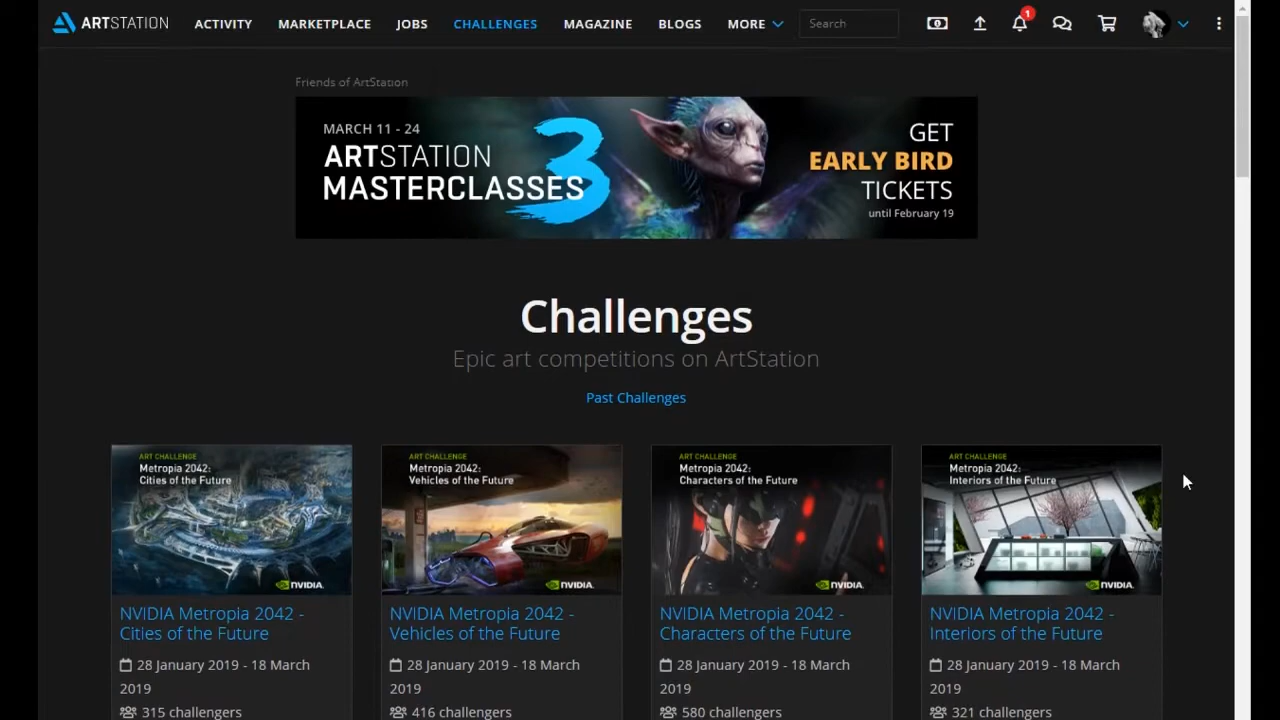 ARTSTATION ACTIVITY MARKETPLACE JOBS CHALLENGES MAGAZINE BLOGS MORE Search 1
Friends of ArtStation
MARCH 11 - 24
ARTSTATION
MASTERCLASSES 3
GET
EARLY BIRD
TICKETS
until February 19
Challenges
Epic art competitions on ArtStation
Past Challenges
ART CHALLENGE
Metropia 2042:
Cities of the Future
NVIDIA.
NVIDIA Metropia 2042 -
Cities of the Future
28 January 2019 - 18 March
2019
315 challengers
ART CHALLENGE
Metropia 2042:
Vehicles of the Future
NVIDIA.
NVIDIA Metropia 2042 -
Vehicles of the Future
28 January 2019 - 18 March
2019
416 challengers
ART CHALLENGE
Metropia 2042:
Characters of the Future
NVIDIA.
NVIDIA Metropia 2042 -
Characters of the Future
28 January 2019 - 18 March
2019
580 challengers
ART CHALLENGE
Metropia 2042:
Interiors of the Future
NVIDIA.
NVIDIA Metropia 2042 -
Interiors of the Future
28 January 2019 - 18 March
2019
321 challengers